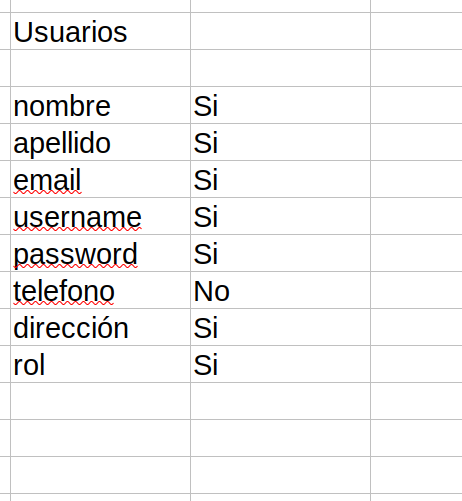 Usuarios
nombre Si
apellido Si
email Si
username Si
password Si
telefono No
dirección Si
rol Si